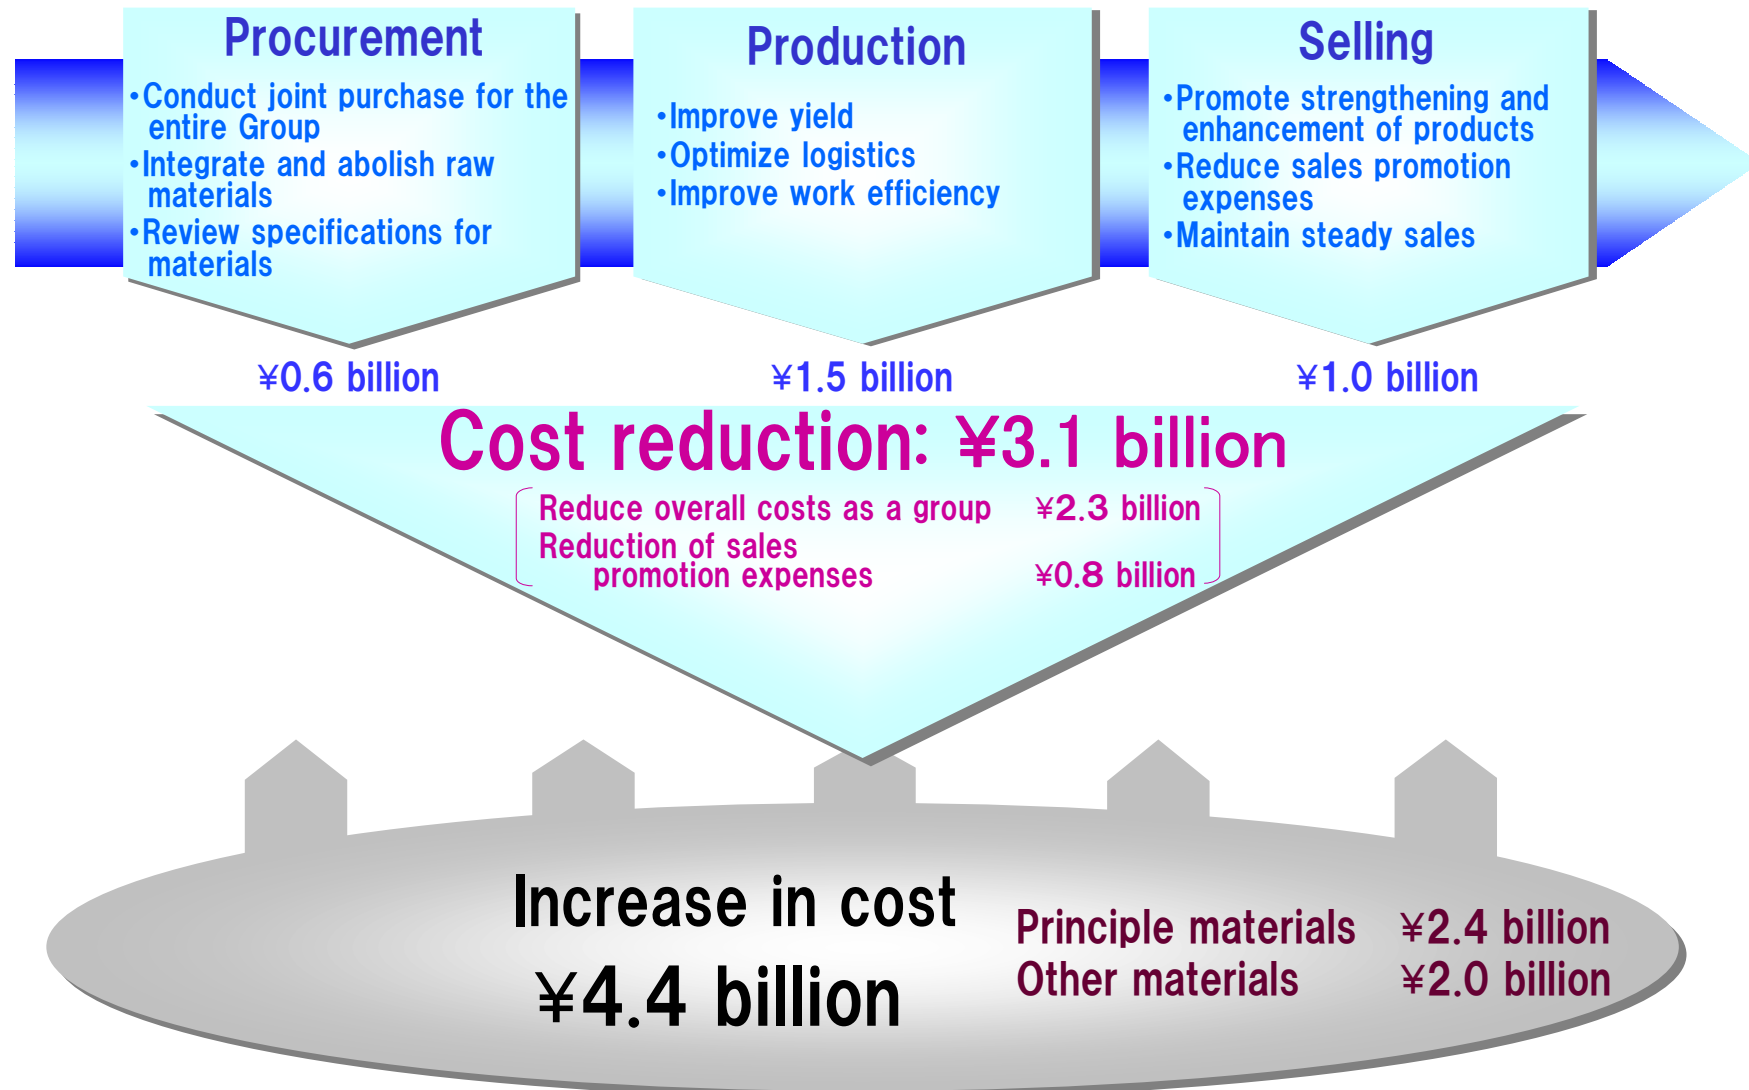 Procurement
・Conduct joint purchase for the
entire Group
・Integrate and abolish raw
materials
・Review specifications for
materials
¥0.6 billion
Production
・Improve yield
・Optimize logistics
・Improve work efficiency
¥1.5 billion
Selling
・Promote strengthening and
enhancement of products
・Reduce sales promotion
expenses
・Maintain steady sales
¥1.0 billion
Cost reduction: ¥3.1 billion
Reduce overall costs as a group ¥2.3 billion
Reduction of sales
promotion expenses ¥0.8 billion
Increase in cost
¥4.4 billion
Principle materials ¥2.4 billion
Other materials ¥2.0 billion